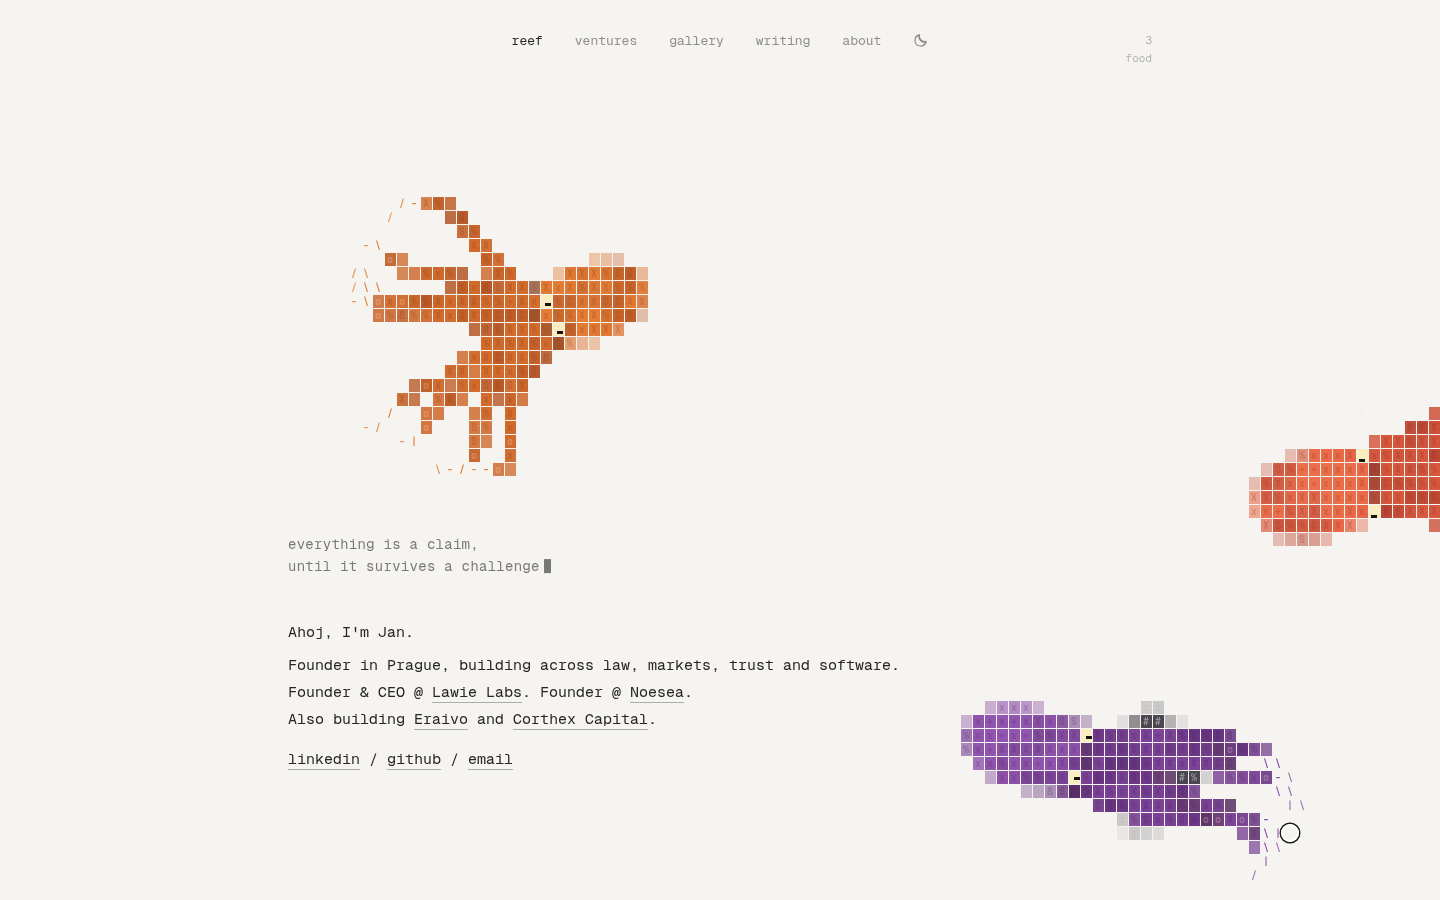 reef ventures gallery writing about
3
food
everything is a claim,
until it survives a challenge
Ahoj, I'm Jan.
Founder in Prague, building across law, markets, trust and software.
Founder & CEO @ Lawie Labs. Founder @ Noesea.
Also building Eraivo and Corthex Capital.
linkedin / github / email